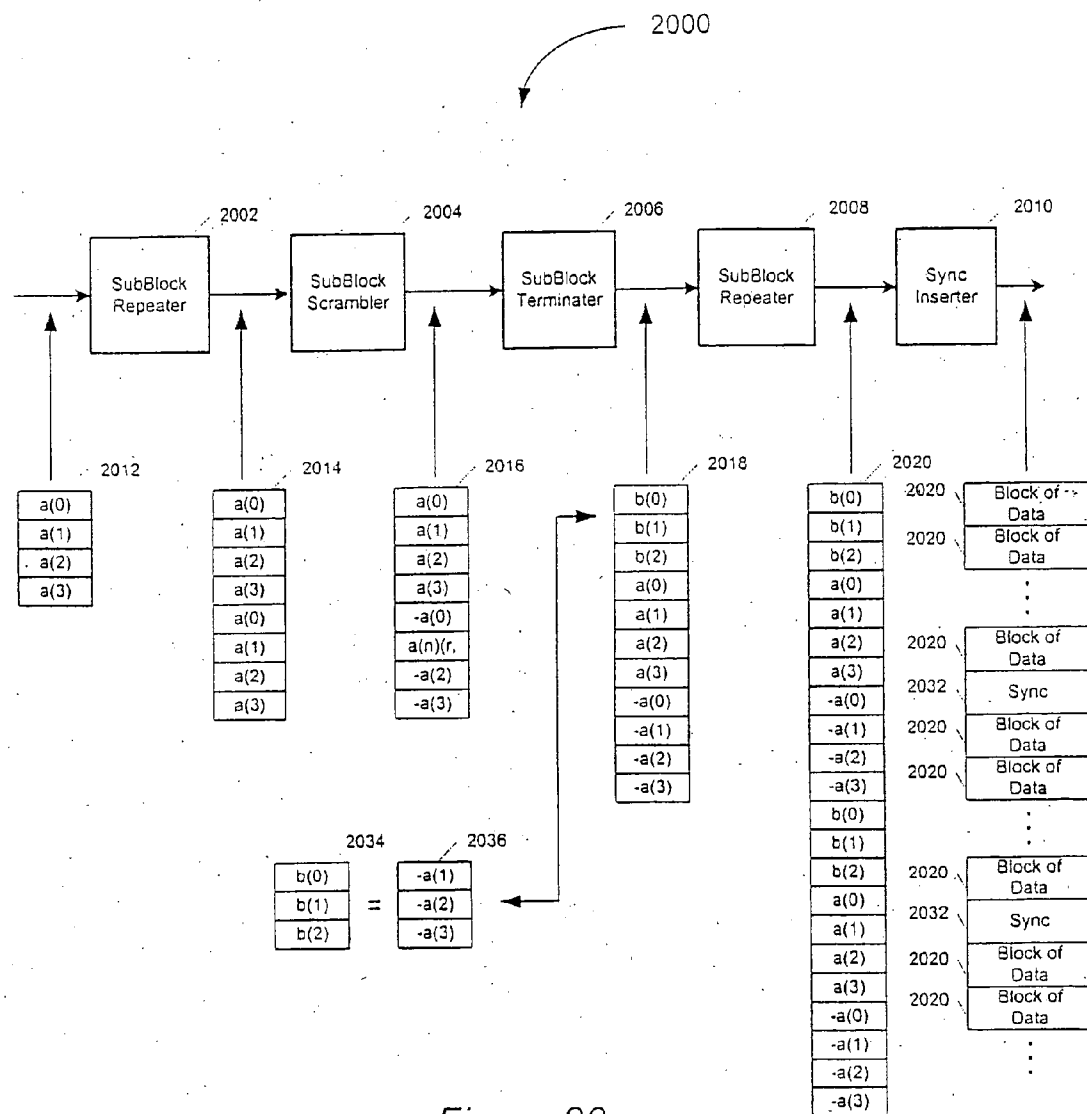 2000
2002
2004
2006
2008
2010
SubBlock
Repeater
SubBlock
Scrambler
SubBlock
Terminater
SubBlock
Repeater
Sync
Inserter
2012
a(0)
a(1)
a(2)
a(3)
2014
a(0)
a(1)
a(2)
a(3)
a(0)
a(1)
a(2)
a(3)
2016
a(0)
a(1)
a(2)
a(3)
-a(0)
a(n)(r,
-a(2)
-a(3)
2018
b(0)
b(1)
b(2)
a(0)
a(1)
a(2)
a(3)
-a(0)
-a(1)
-a(2)
-a(3)
2034
b(0)
b(1)
b(2)
=
2036
-a(1)
-a(2)
-a(3)
2020
b(0)
b(1)
b(2)
a(0)
a(1)
a(2)
a(3)
-a(0)
-a(1)
-a(2)
-a(3)
b(0)
b(1)
b(2)
a(0)
a(1)
a(2)
a(3)
-a(0)
-a(1)
-a(2)
-a(3)
2020
Block of
Data
2020
Block of
Data
2020
Block of
Data
2032
Sync
2020
Block of
Data
2020
Block of
Data
2020
Block of
Data
2032
Sync
2020
Block of
Data
2020
Block of
Data